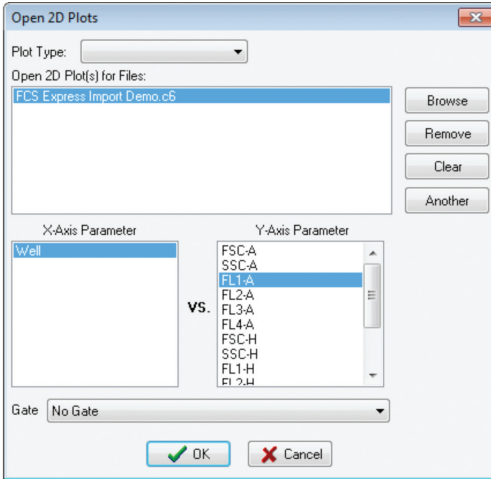 Open 2D Plots
Plot Type:
Open 2D Plot(s) for Files:
FCS Express Import Demo.c6
Browse
Remove
Clear
Another
X-Axis Parameter
Y-Axis Parameter
Well
VS.
FSC-A
SSC-A
FL1-A
FL2-A
FL3-A
FL4-A
FSC-H
SSC-H
FL1-H
FL2-H
Gate No Gate
OK Cancel